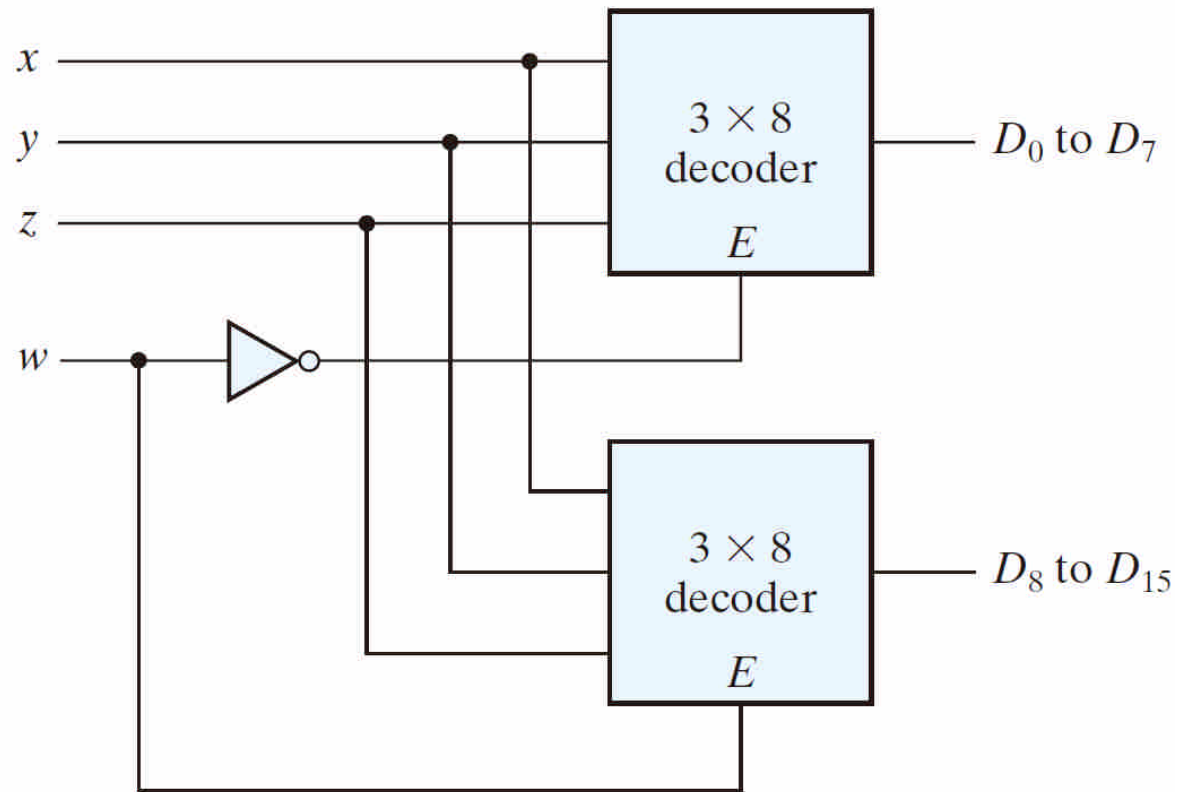 x
y
z
w
3 × 8
decoder
E
D₀ to D₇
3 × 8
decoder
E
D₈ to D₁₅